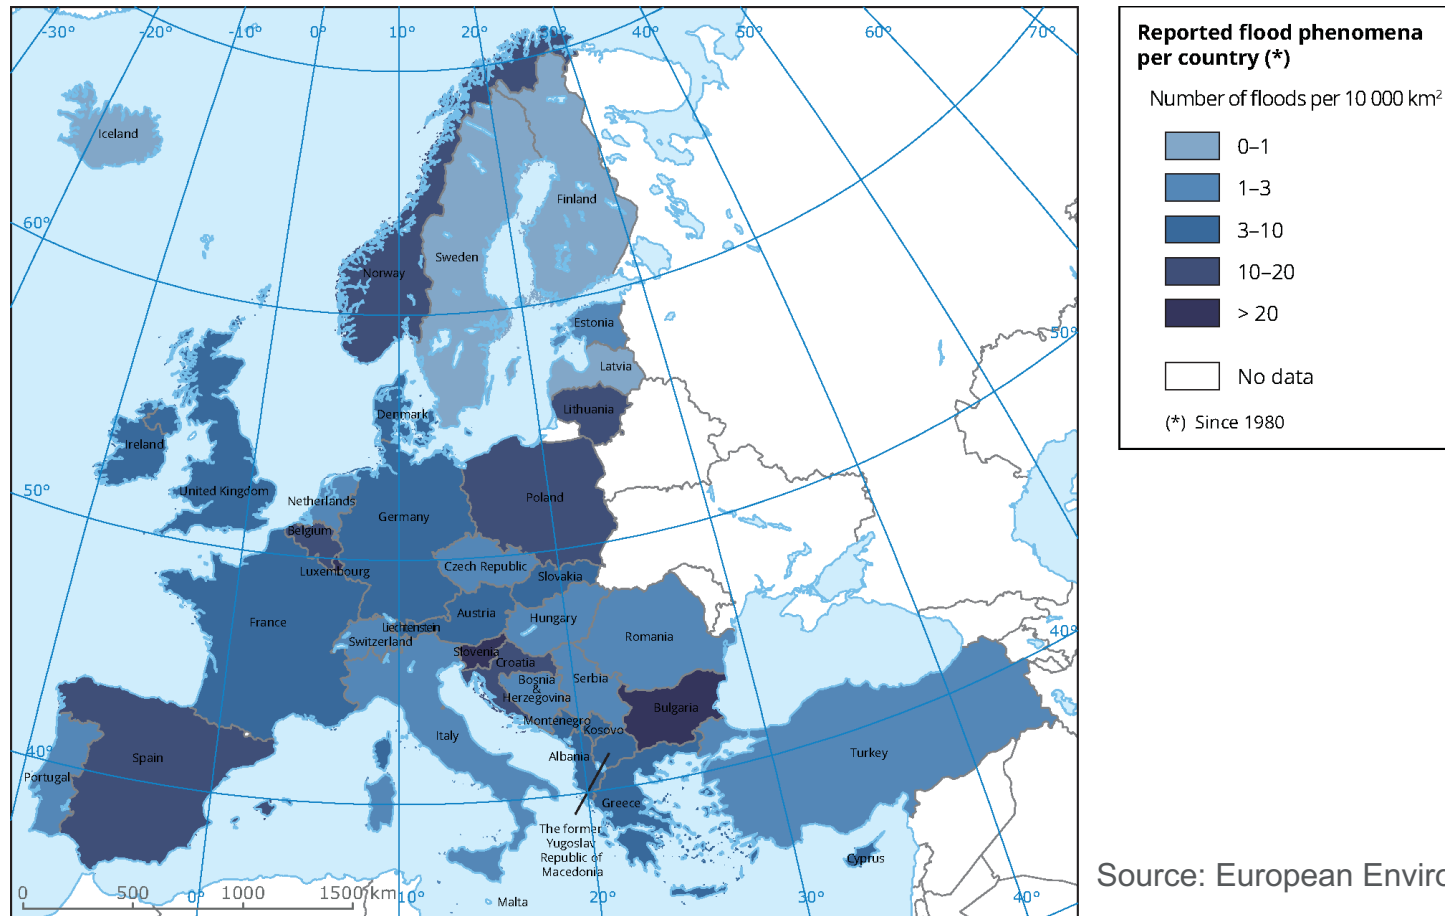 -30°
-20°
-10°
0°
10°
20°
30°
40°
50°
60°
70°
Iceland
60°
Finland
Sweden
Norway
Estonia
50°
Latvia
Denmark
Lithuania
Ireland
50°
United Kingdom
Netherlands
Poland
Germany
Belgium
Czech Republic
Luxembourg
Slovakia
Austria
France
Hungary
Liechtenstein
40°
Switzerland
Romania
Slovenia
Croatia
Bosnia
&
Herzegovina
Serbia
Bulgaria
Montenegro
Kosovo
Italy
40°
Spain
Albania
Turkey
Portugal
Greece
The former
Yugoslav
Republic of
Macedonia
Cyprus
0 500 1000 1500 km
0°
10°
Malta
20°
30°
40°
Reported flood phenomena
per country (*)
Number of floods per 10 000 km²
0–1
1–3
3–10
10–20
> 20
No data
(*) Since 1980
Source: European Enviro